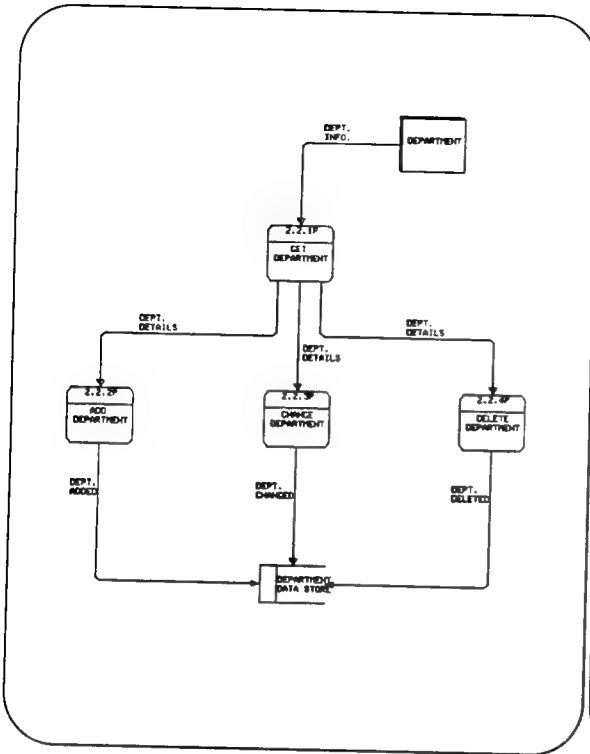 DEPT.
INFO.
DEPARTMENT
2.2.1P
GET
DEPARTMENT
DEPT.
DETAILS
DEPT.
DETAILS
DEPT.
DETAILS
2.2.2P
ADD
DEPARTMENT
2.2.3P
CHANGE
DEPARTMENT
2.2.4P
DELETE
DEPARTMENT
DEPT.
ADDED
DEPT.
CHANGED
DEPT.
DELETED
DEPARTMENT
DATA STORE